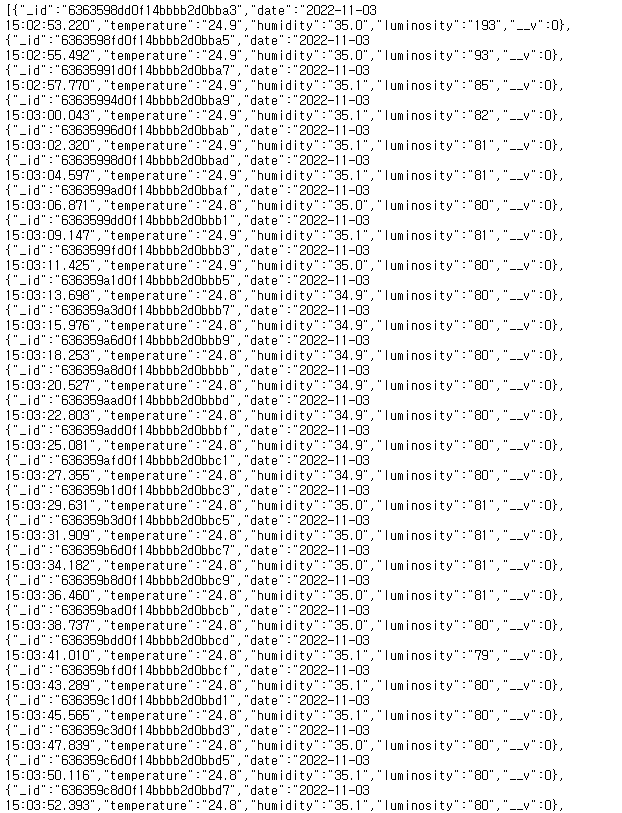 [{"_id":"6363598dd0f14bbbb2d0bba3","date":"2022-11-03
15:02:53.220","temperature":"24.9","humidity":"35.0","luminosity":"193","__v":0},
{"_id":"6363598fd0f14bbbb2d0bba5","date":"2022-11-03
15:02:55.492","temperature":"24.9","humidity":"35.0","luminosity":"93","__v":0},
{"_id":"63635991d0f14bbbb2d0bba7","date":"2022-11-03
15:02:57.770","temperature":"24.9","humidity":"35.1","luminosity":"85","__v":0},
{"_id":"63635994d0f14bbbb2d0bba9","date":"2022-11-03
15:03:00.043","temperature":"24.9","humidity":"35.1","luminosity":"82","__v":0},
{"_id":"63635996d0f14bbbb2d0bbab","date":"2022-11-03
15:03:02.320","temperature":"24.9","humidity":"35.1","luminosity":"81","__v":0},
{"_id":"63635998d0f14bbbb2d0bbad","date":"2022-11-03
15:03:04.597","temperature":"24.9","humidity":"35.1","luminosity":"81","__v":0},
{"_id":"6363599ad0f14bbbb2d0bbaf","date":"2022-11-03
15:03:06.871","temperature":"24.8","humidity":"35.0","luminosity":"80","__v":0},
{"_id":"6363599dd0f14bbbb2d0bbb1","date":"2022-11-03
15:03:09.147","temperature":"24.9","humidity":"35.1","luminosity":"81","__v":0},
{"_id":"6363599fd0f14bbbb2d0bbb3","date":"2022-11-03
15:03:11.425","temperature":"24.9","humidity":"35.0","luminosity":"80","__v":0},
{"_id":"636359a1d0f14bbbb2d0bbb5","date":"2022-11-03
15:03:13.698","temperature":"24.8","humidity":"34.9","luminosity":"80","__v":0},
{"_id":"636359a3d0f14bbbb2d0bbb7","date":"2022-11-03
15:03:15.976","temperature":"24.8","humidity":"34.9","luminosity":"80","__v":0},
{"_id":"636359a6d0f14bbbb2d0bbb9","date":"2022-11-03
15:03:18.253","temperature":"24.8","humidity":"34.9","luminosity":"80","__v":0},
{"_id":"636359a8d0f14bbbb2d0bbbb","date":"2022-11-03
15:03:20.527","temperature":"24.8","humidity":"34.9","luminosity":"80","__v":0},
{"_id":"636359aad0f14bbbb2d0bbbd","date":"2022-11-03
15:03:22.803","temperature":"24.8","humidity":"34.9","luminosity":"80","__v":0},
{"_id":"636359add0f14bbbb2d0bbbf","date":"2022-11-03
15:03:25.081","temperature":"24.8","humidity":"34.9","luminosity":"80","__v":0},
{"_id":"636359afd0f14bbbb2d0bbc1","date":"2022-11-03
15:03:27.355","temperature":"24.8","humidity":"34.9","luminosity":"80","__v":0},
{"_id":"636359b1d0f14bbbb2d0bbc3","date":"2022-11-03
15:03:29.631","temperature":"24.8","humidity":"35.0","luminosity":"81","__v":0},
{"_id":"636359b3d0f14bbbb2d0bbc5","date":"2022-11-03
15:03:31.909","temperature":"24.8","humidity":"35.0","luminosity":"81","__v":0},
{"_id":"636359b6d0f14bbbb2d0bbc7","date":"2022-11-03
15:03:34.182","temperature":"24.8","humidity":"35.0","luminosity":"81","__v":0},
{"_id":"636359b8d0f14bbbb2d0bbc9","date":"2022-11-03
15:03:36.460","temperature":"24.8","humidity":"35.0","luminosity":"81","__v":0},
{"_id":"636359bad0f14bbbb2d0bbcb","date":"2022-11-03
15:03:38.737","temperature":"24.8","humidity":"35.0","luminosity":"80","__v":0},
{"_id":"636359bdd0f14bbbb2d0bbcd","date":"2022-11-03
15:03:41.010","temperature":"24.8","humidity":"35.1","luminosity":"79","__v":0},
{"_id":"636359bfd0f14bbbb2d0bbcf","date":"2022-11-03
15:03:43.289","temperature":"24.8","humidity":"35.1","luminosity":"80","__v":0},
{"_id":"636359c1d0f14bbbb2d0bbd1","date":"2022-11-03
15:03:45.565","temperature":"24.8","humidity":"35.1","luminosity":"80","__v":0},
{"_id":"636359c3d0f14bbbb2d0bbd3","date":"2022-11-03
15:03:47.839","temperature":"24.8","humidity":"35.0","luminosity":"80","__v":0},
{"_id":"636359c6d0f14bbbb2d0bbd5","date":"2022-11-03
15:03:50.116","temperature":"24.8","humidity":"35.1","luminosity":"80","__v":0},
{"_id":"636359c8d0f14bbbb2d0bbd7","date":"2022-11-03
15:03:52.393","temperature":"24.8","humidity":"35.1","luminosity":"80","__v":0},